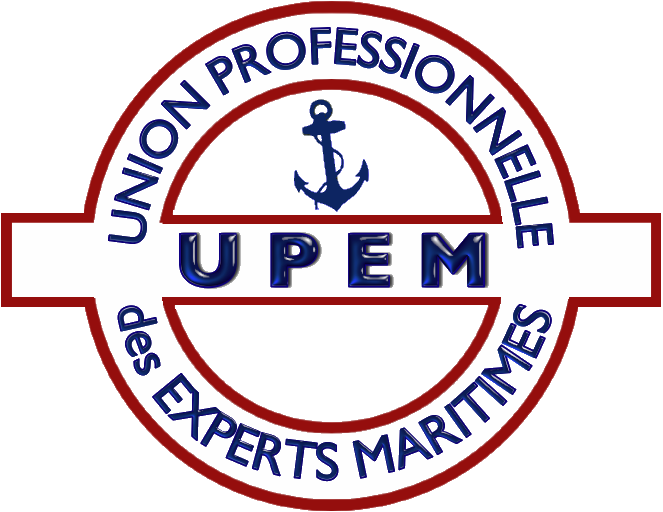 UNION PROFESSIONNELLE
UPEM
des EXPERTS MARITIMES